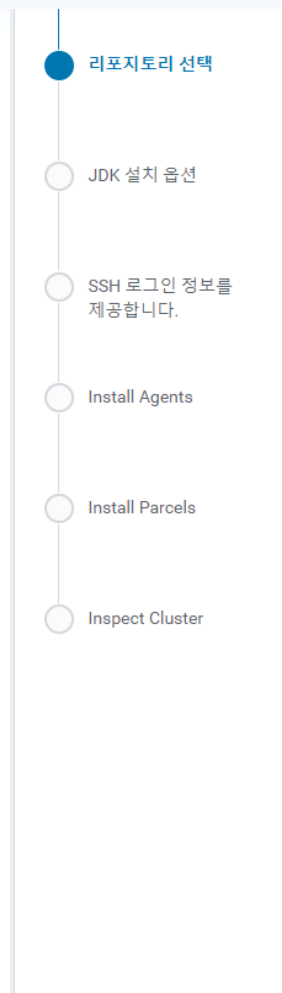 리포지토리 선택
JDK 설치 옵션
SSH 로그인 정보를
제공합니다.
Install Agents
Install Parcels
Inspect Cluster